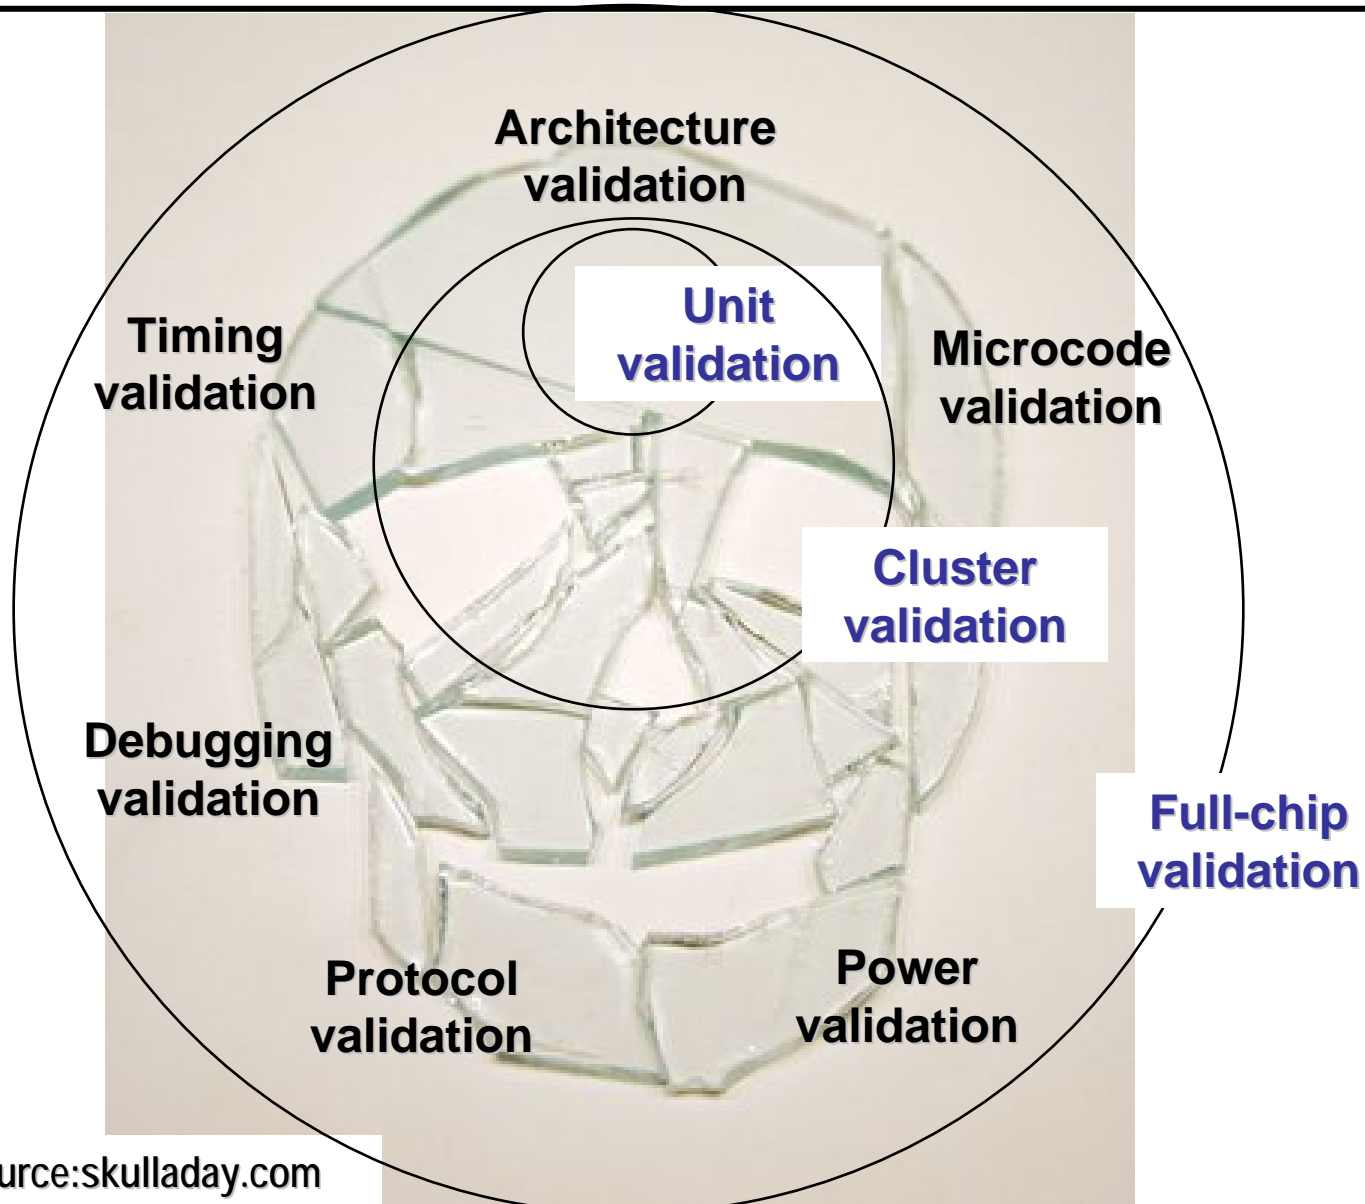 Architecture
validation
Unit
validation
Timing
validation
Microcode
validation
Cluster
validation
Debugging
validation
Full-chip
validation
Protocol
validation
Power
validation
urce:skulladay.com